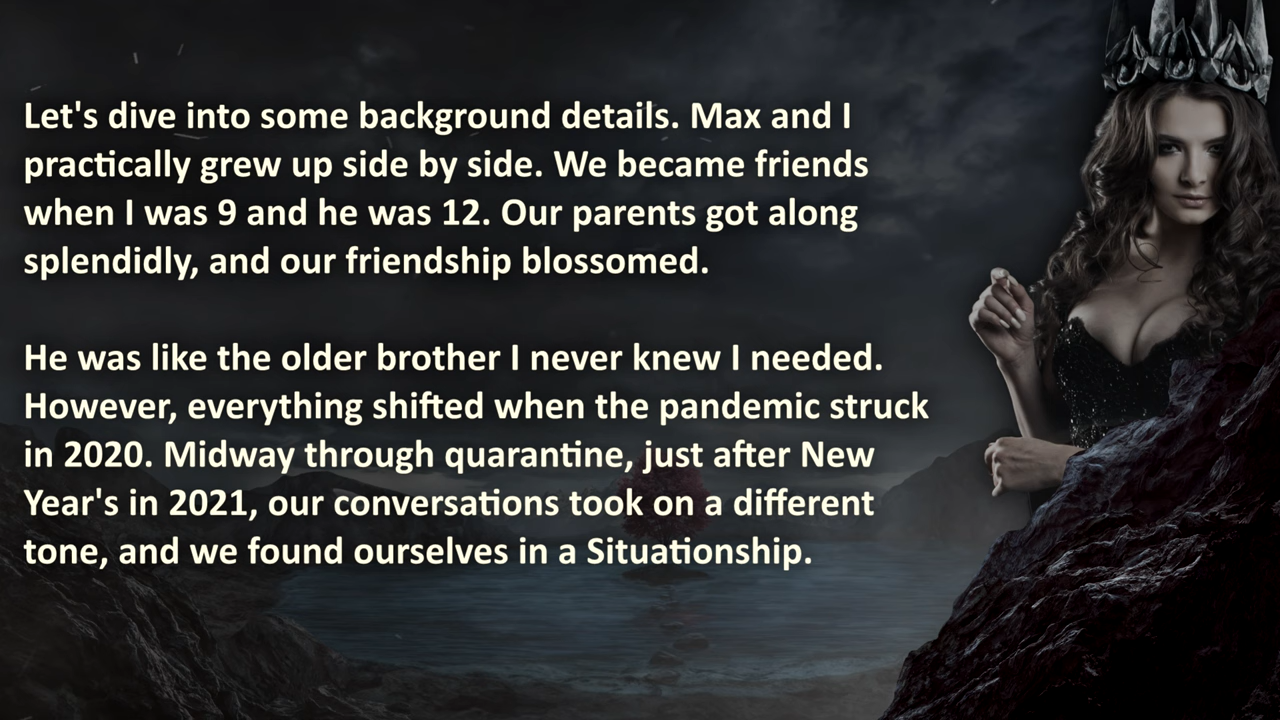 Let's dive into some background details. Max and I
practically grew up side by side. We became friends
when I was 9 and he was 12. Our parents got along
splendidly, and our friendship blossomed.
He was like the older brother I never knew I needed.
However, everything shifted when the pandemic struck
in 2020. Midway through quarantine, just after New
Year's in 2021, our conversations took on a different
tone, and we found ourselves in a Situationship.